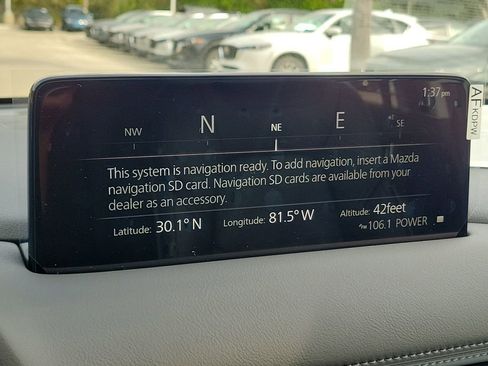 1:37 pm
NW N NE E SE
This system is navigation ready. To add navigation, insert a Mazda
navigation SD card. Navigation SD cards are available from your
dealer as an accessory.
Latitude: 30.1° N Longitude: 81.5° W Altitude: 42feet
FM 106.1 POWER
AFKDPW